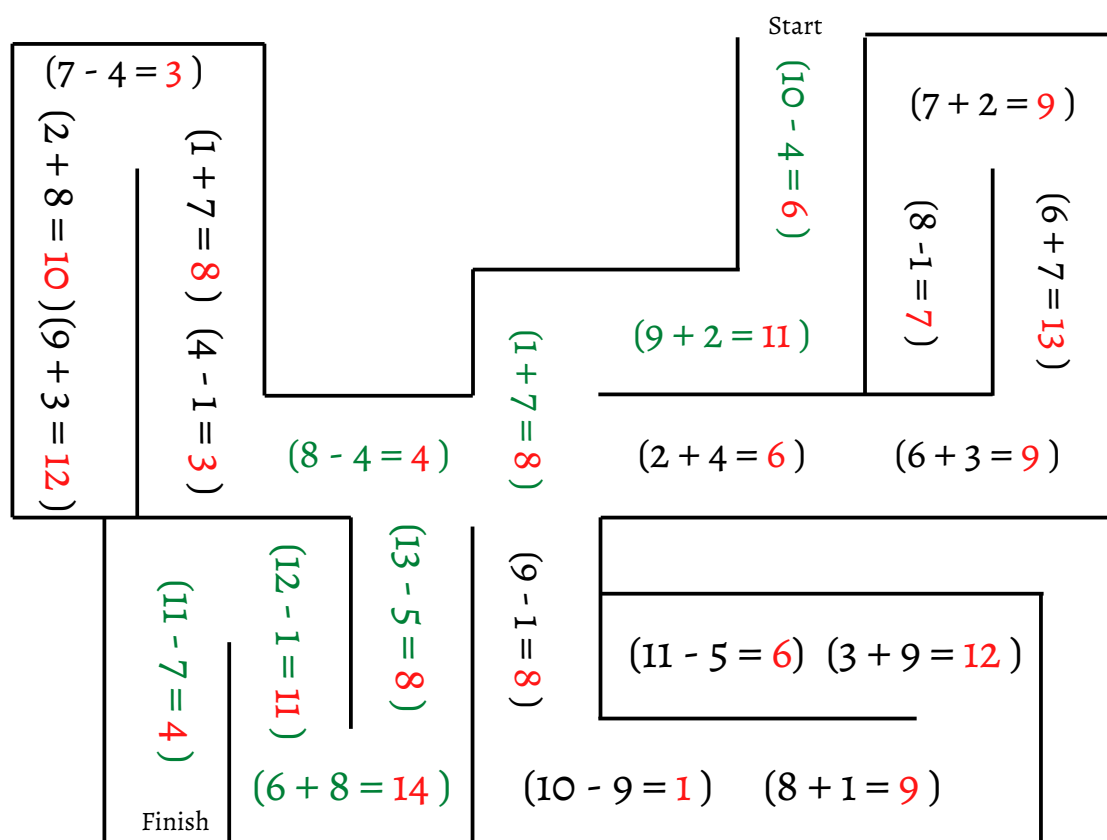 Start
(7 - 4 = 3 )
(10 - 4 = 6 )
(7 + 2 = 9 )
(2 + 8 = 10 )
(1 + 7 = 8 )
(8 - 1 = 7 )
(6 + 7 = 13 )
(9 + 3 = 12 )
(4 - 1 = 3 )
(1 + 7 = 8 )
(9 + 2 = 11 )
(8 - 4 = 4 )
(2 + 4 = 6 )
(6 + 3 = 9 )
(11 - 7 = 4 )
(12 - 1 = 11 )
(13 - 5 = 8 )
(9 - 1 = 8 )
(11 - 5 = 6 )
(3 + 9 = 12 )
(6 + 8 = 14 )
(10 - 9 = 1 )
(8 + 1 = 9 )
Finish